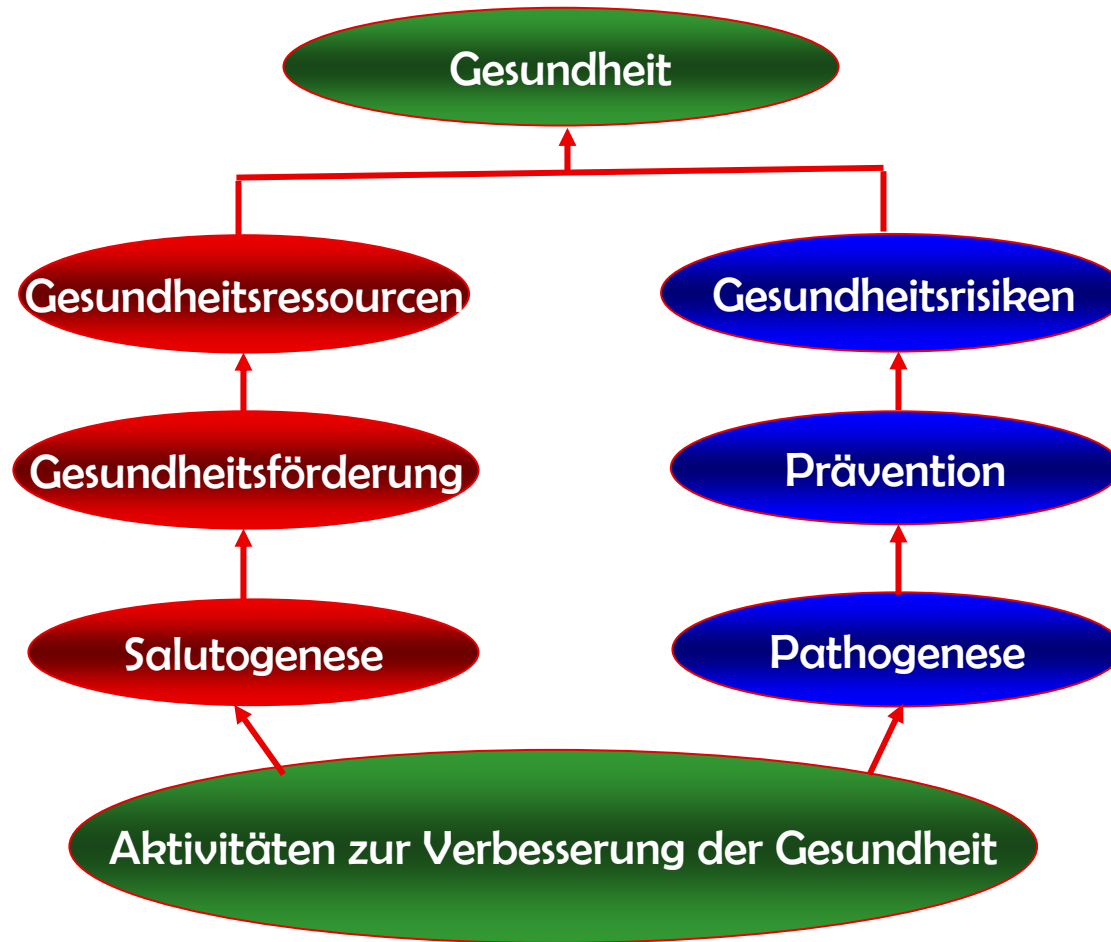 Gesundheit
Gesundheitsressourcen
Gesundheitsrisiken
Gesundheitsförderung
Prävention
Salutogenese
Pathogenese
Aktivitäten zur Verbesserung der Gesundheit